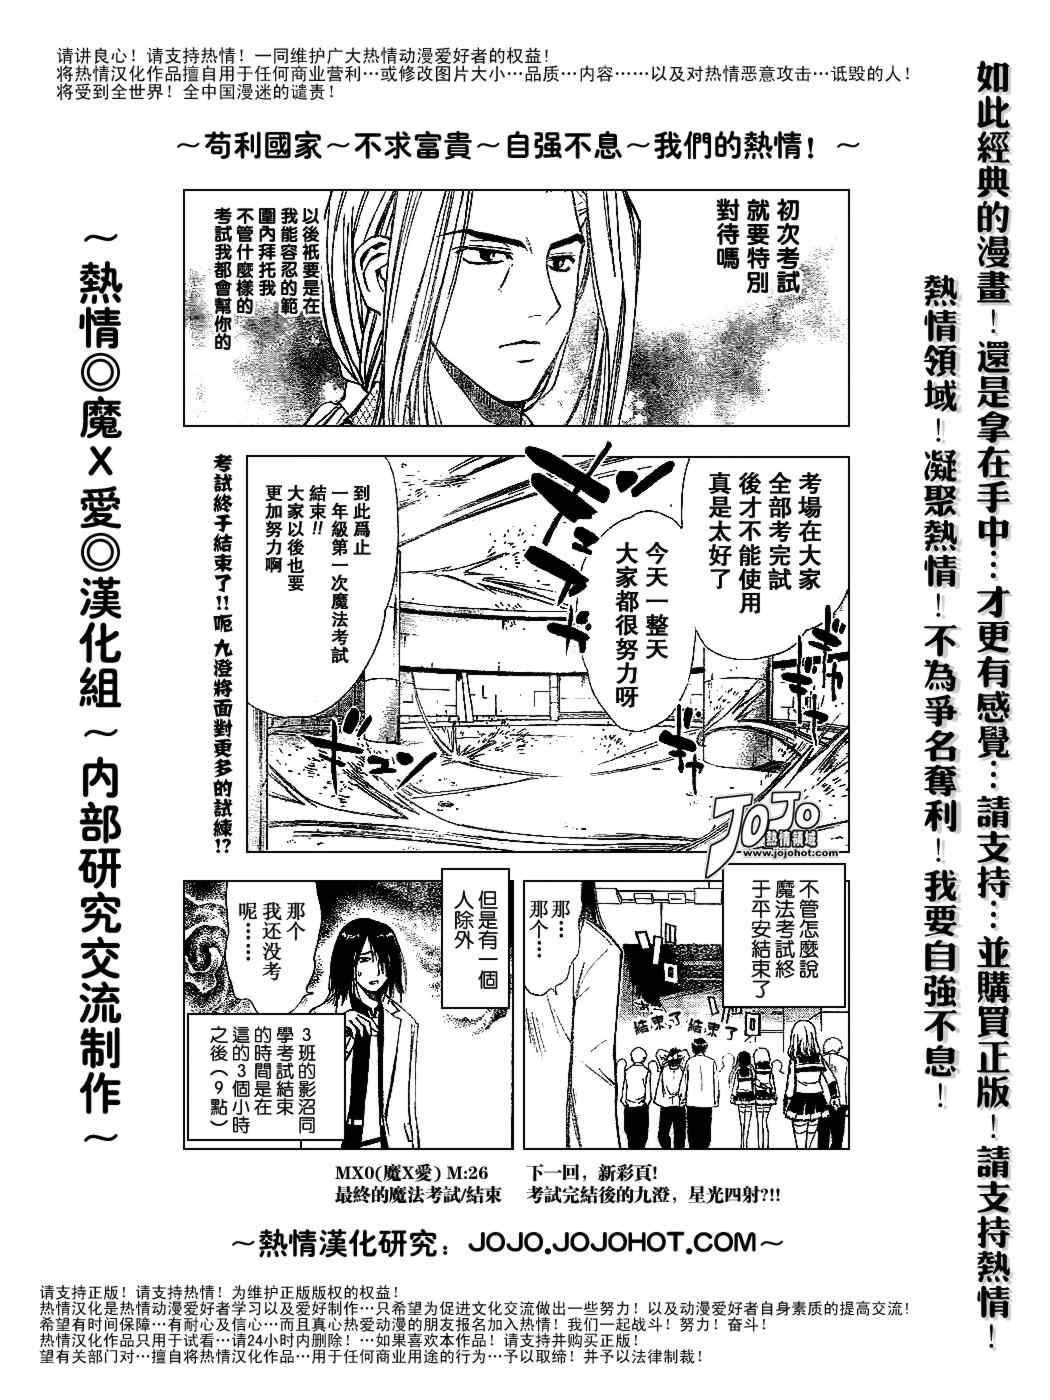 请讲良心！请支持热情！一同维护广大热情动漫爱好者的权益！
将热情汉化作品擅自用于任何商业营利…或修改图片大小…品质…内容……以及对热情恶意攻击…诋毁的人！
将受到全世界！全中国漫迷的谴责！
～苟利國家～不求富貴～自强不息～我們的熱情！～
如此經典的漫畫！還是拿在手中…才更有感覺…請支持…並購買正版！請支持熱情！
熱情領域！凝聚熱情！不為爭名奪利！我要自強不息！
～熱情◎魔X愛◎漢化組～内部研究交流制作～
初次考試
就要特別
對待嗎
以後祇要是在
我能容忍的範
圍內拜托我
不管什麼樣的
考試我都會幫你的
考場在大家
全部考完試
後才不能使用
真是太好了
今天一整天
大家都很努力呀
到此爲止
一年級第一次魔法考試
結束!!
大家以後也要
更加努力啊
考試終于結束了!!呃 九澄將面對更多的試練!?
JOJO
熱情領域
www.jojohot.com
不管怎麼說
魔法考試終
于平安結束了
那…
那个…
結束了
結束了
但是有一個
人除外
那个
我还没考
呢……
3班的影沼同
學考試結束
的時間是在
這的3個小時
之後（9點）
MX0(魔X愛) M:26
最終的魔法考試/結束
下一回，新彩頁!
考試完結後的九澄，星光四射?!!
～熱情漢化研究：JOJO.JOJOHOT.COM～
请支持正版！请支持热情！为维护正版版权的权益！
热情汉化是热情动漫爱好者学习以及爱好制作…只希望为促进文化交流做出一些努力！以及动漫爱好者自身素质的提高交流！
希望有时间保障…有耐心及信心…而且真心热爱动漫的朋友报名加入热情！我们一起战斗！努力！奋斗！
热情汉化作品只用于试看…请24小时内删除！…如果喜欢本作品！请支持并购买正版！
望有关部门对…擅自将热情汉化作品…用于任何商业用途的行为…予以取缔！并予以法律制裁！